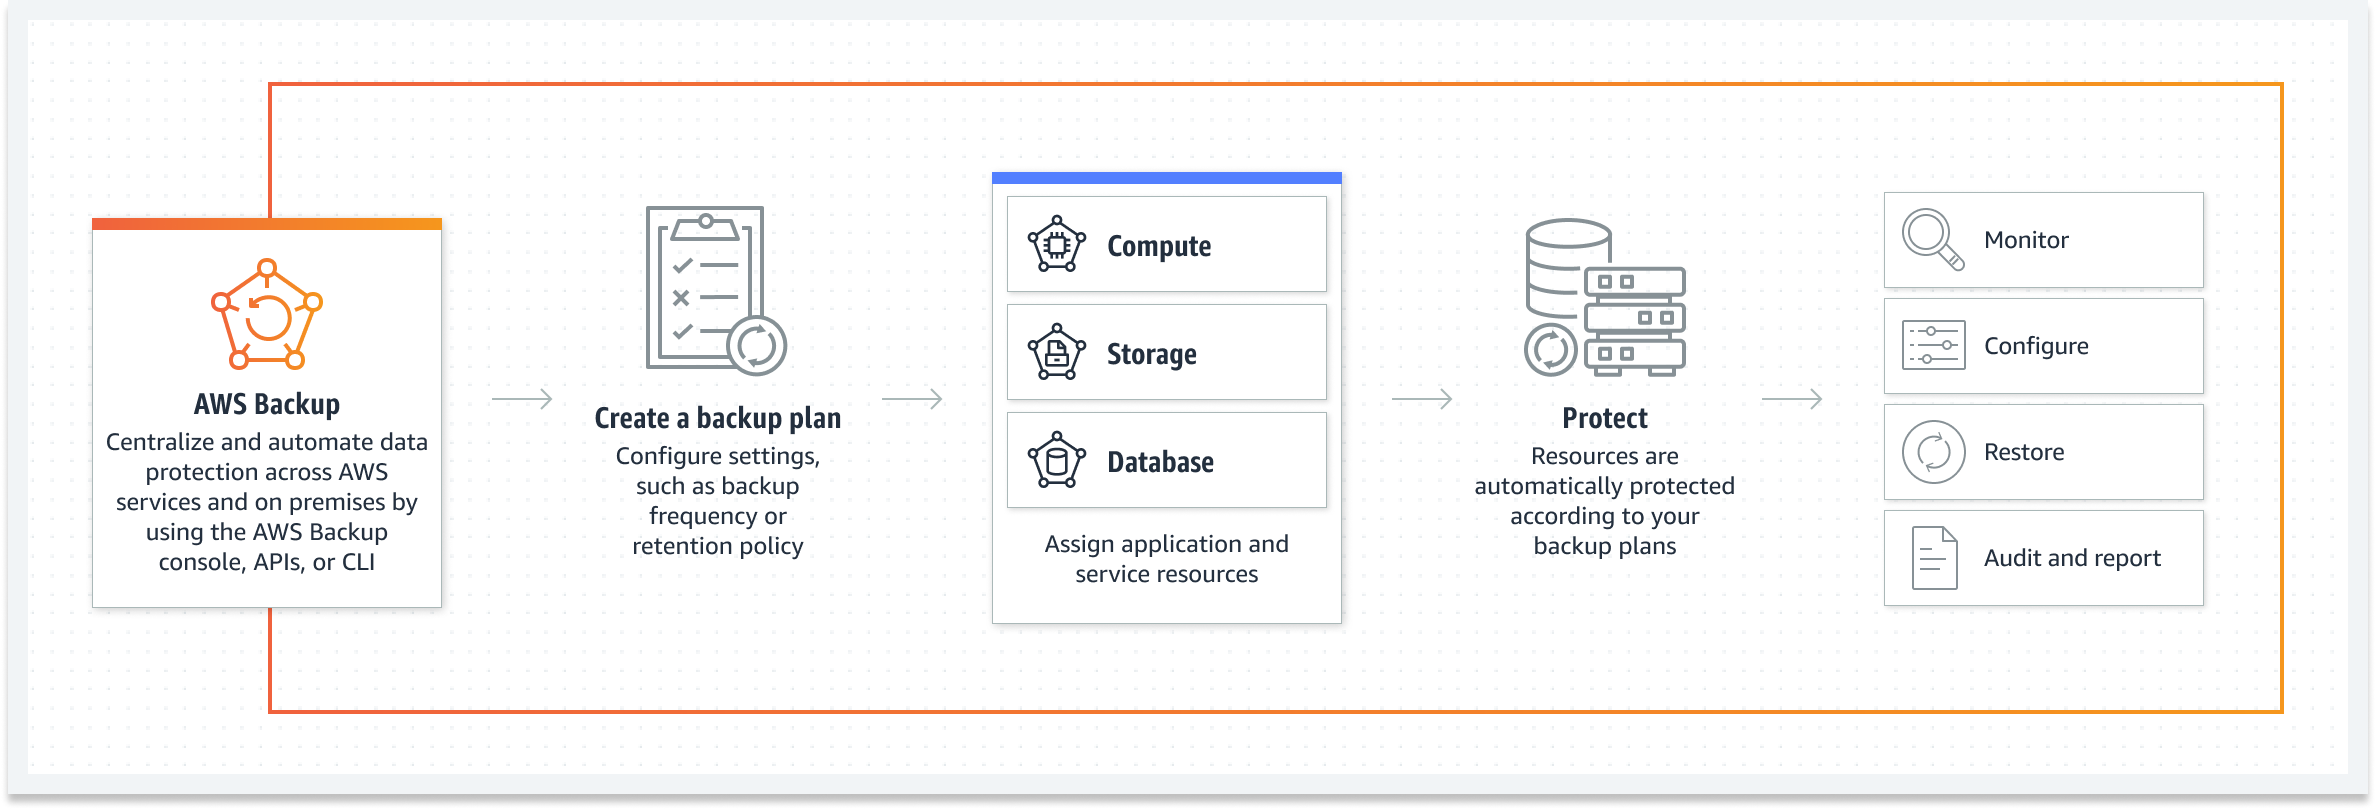 AWS Backup
Centralize and automate data
protection across AWS
services and on premises by
using the AWS Backup
console, APIs, or CLI
Create a backup plan
Configure settings,
such as backup
frequency or
retention policy
Compute
Storage
Database
Assign application and
service resources
Protect
Resources are
automatically protected
according to your
backup plans
Monitor
Configure
Restore
Audit and report